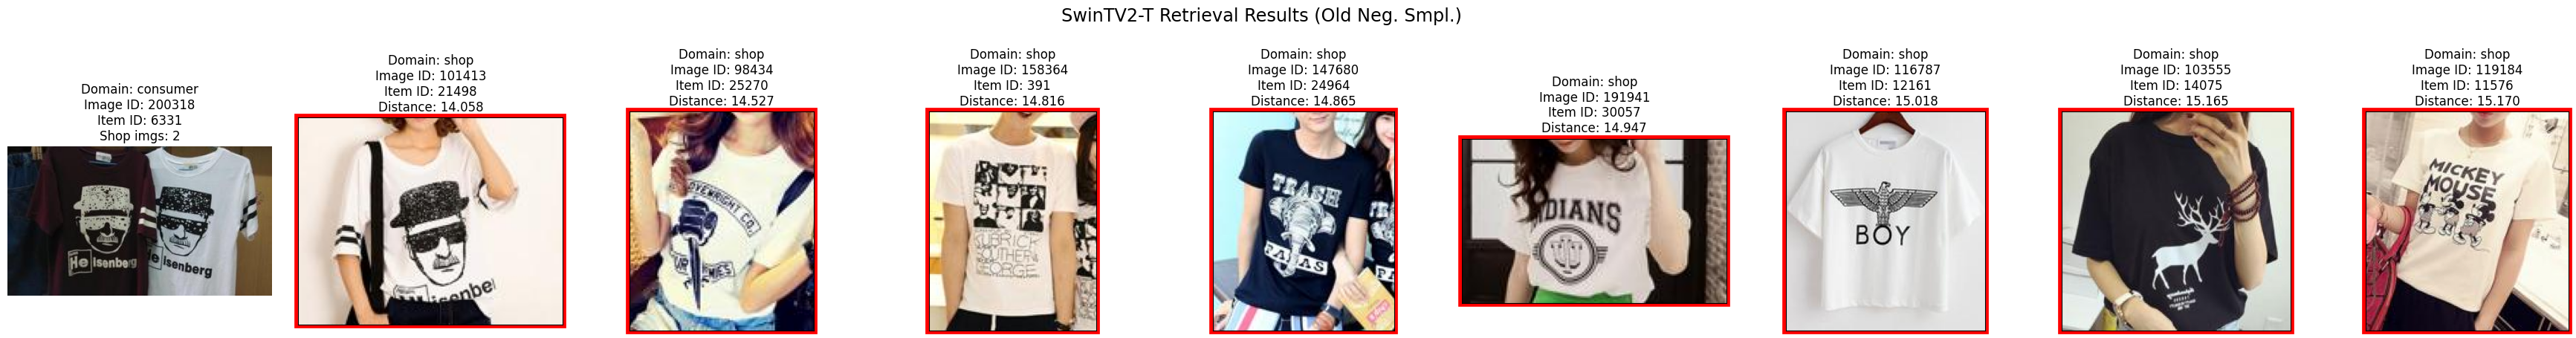 SwinTV2-T Retrieval Results (Old Neg. Smpl.)
Domain: consumer
Image ID: 200318
Item ID: 6331
Shop imgs: 2
Heisenberg
Heisenberg
Domain: shop
Image ID: 101413
Item ID: 21498
Distance: 14.058
isenbe
Domain: shop
Image ID: 98434
Item ID: 25270
Distance: 14.527
Domain: shop
Image ID: 158364
Item ID: 391
Distance: 14.816
KUBRICK
SOUTHERN
GEORGE
Domain: shop
Image ID: 147680
Item ID: 24964
Distance: 14.865
TRASH
Domain: shop
Image ID: 191941
Item ID: 30057
Distance: 14.947
NDIANS
Domain: shop
Image ID: 116787
Item ID: 12161
Distance: 15.018
BOY
Domain: shop
Image ID: 103555
Item ID: 14075
Distance: 15.165
Domain: shop
Image ID: 119184
Item ID: 11576
Distance: 15.170
MICKEY
MOUSE